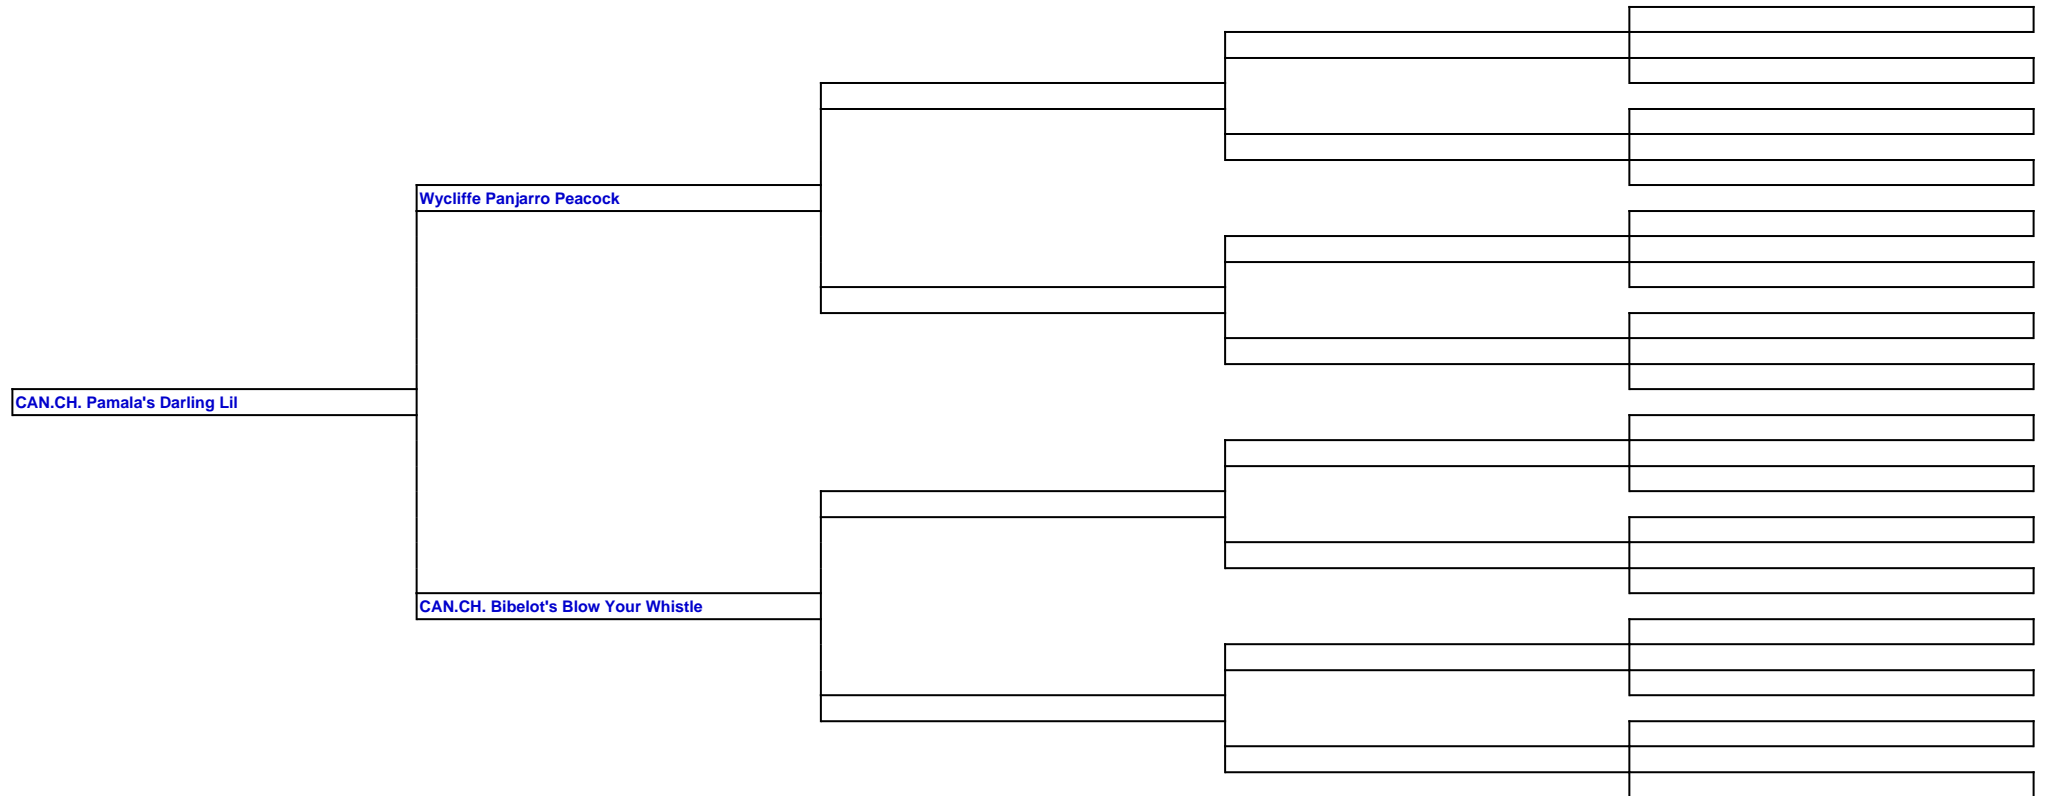 Wycliffe Panjarro Peacock
CAN.CH. Pamala's Darling Lil
CAN.CH. Bibelot's Blow Your Whistle